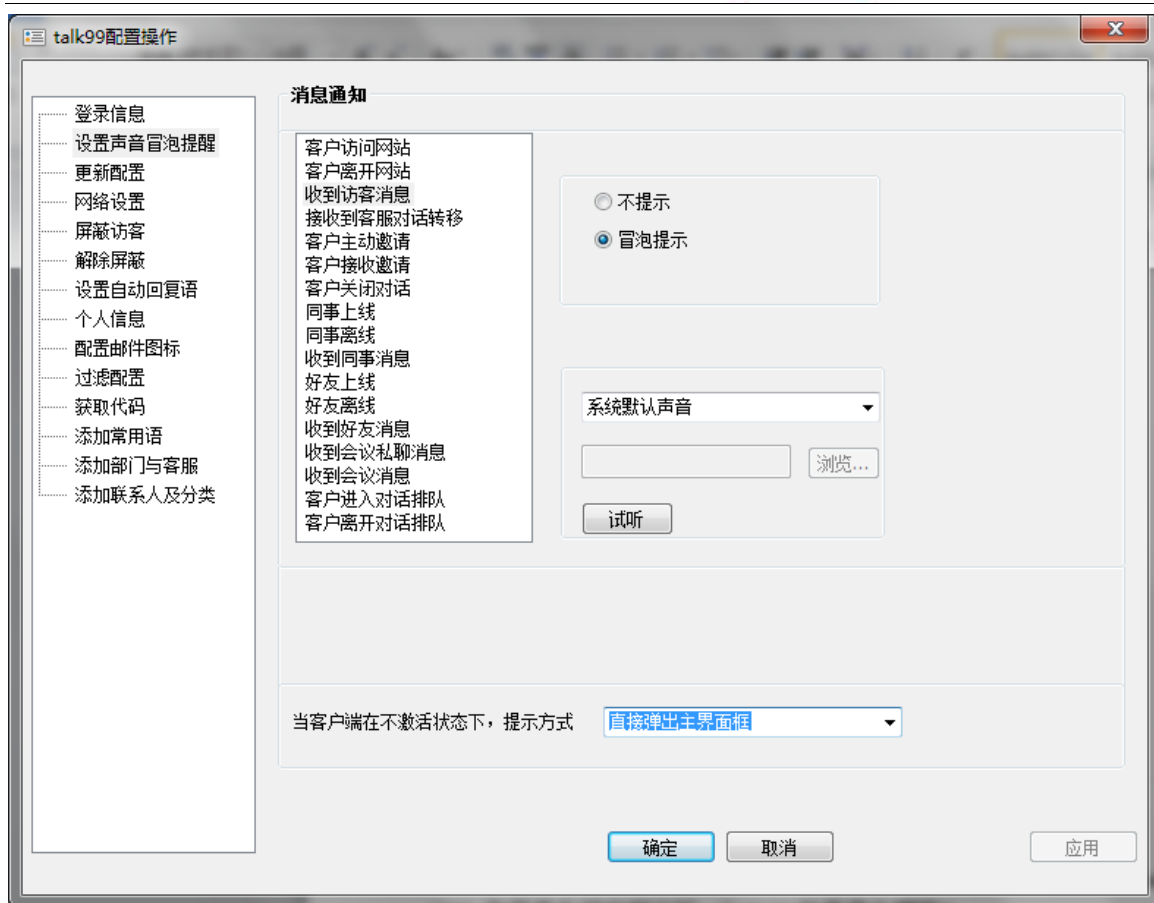 talk99配置操作
登录信息
设置声音冒泡提醒
更新配置
网络设置
屏蔽访客
解除屏蔽
设置自动回复语
个人信息
配置邮件图标
过滤配置
获取代码
添加常用语
添加部门与客服
添加联系人及分类
消息通知
客户访问网站
客户离开网站
收到访客消息
接收到客服对话转移
客户主动邀请
客户接收邀请
客户关闭对话
同事上线
同事离线
收到同事消息
好友上线
好友离线
收到好友消息
收到会议私聊消息
收到会议消息
客户进入对话排队
客户离开对话排队
不提示
冒泡提示
系统默认声音
浏览...
试听
当客户端在不激活状态下，提示方式
直接弹出主界面框
确定
取消
应用